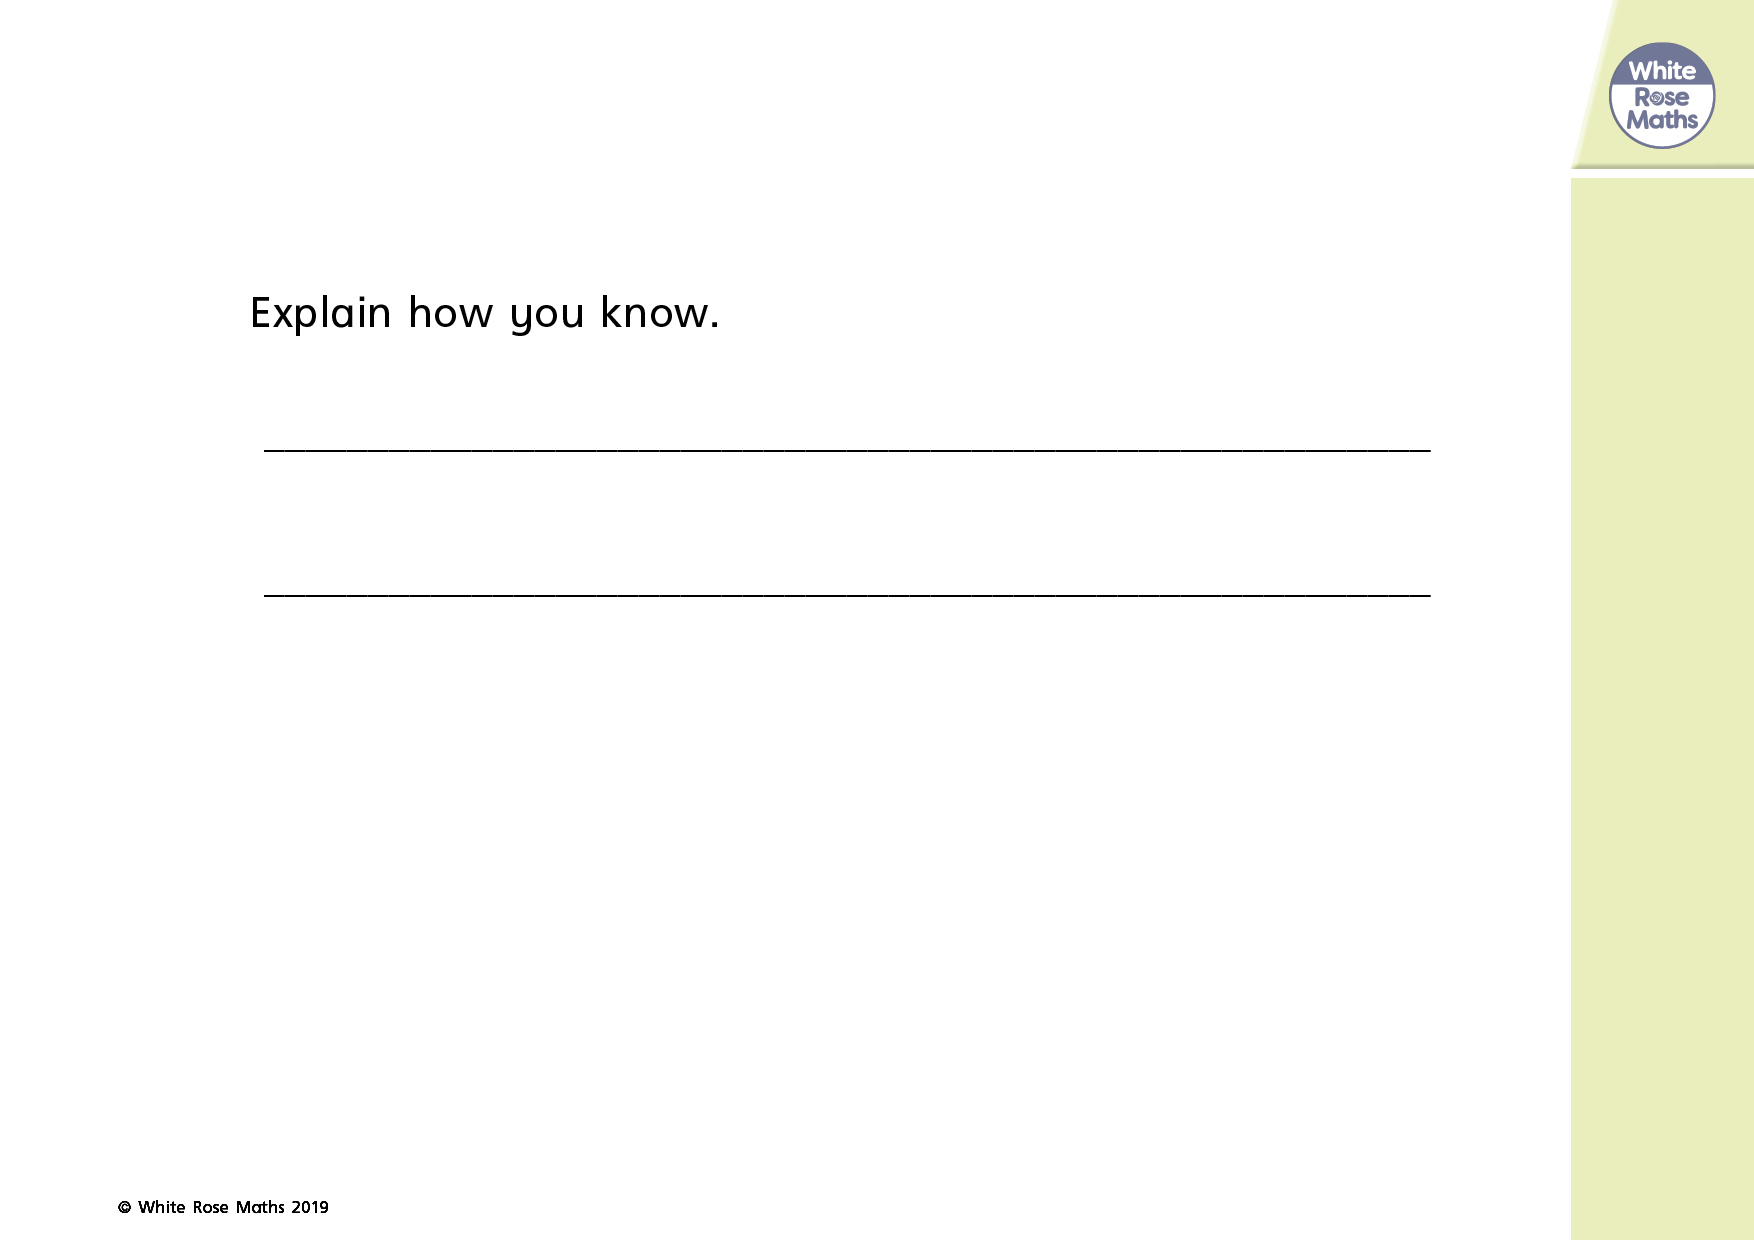 White
Rose
Maths
Explain how you know.
© White Rose Maths 2019